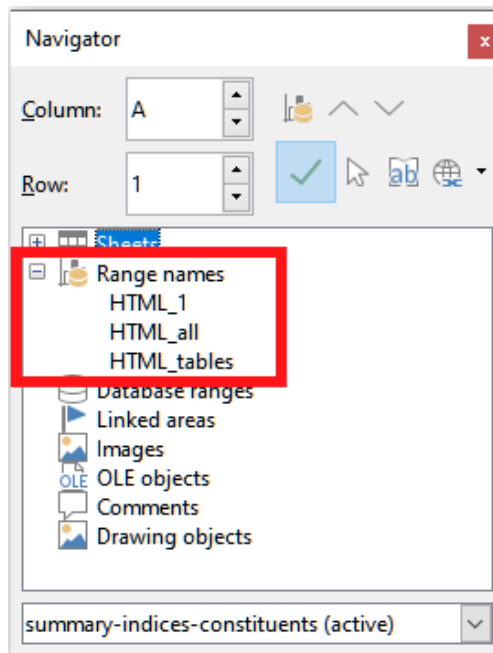 Navigator
x
Column:
A
Row:
1
ab
Sheets
Range names
HTML_1
HTML_all
HTML_tables
Database ranges
Linked areas
Images
OLE OLE objects
Comments
Drawing objects
summary-indices-constituents (active)